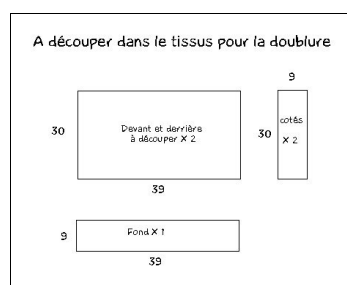 A découper dans le tissus pour la doublure
9
30
Devant et derrière
à découper X 2
30
cotés
X 2
39
9
Fond X 1
39